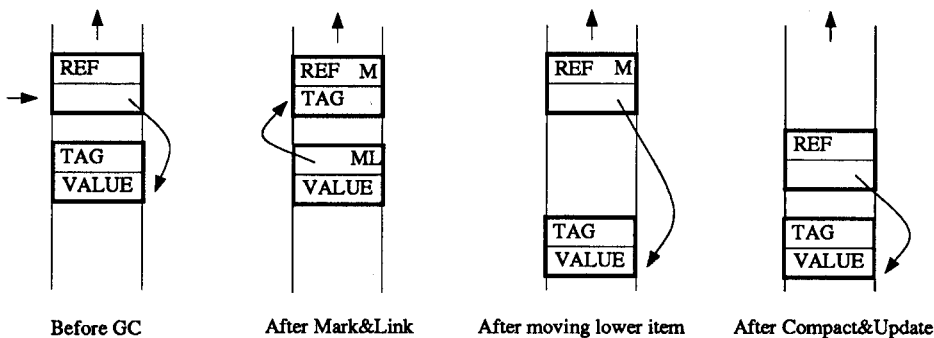 REF
TAG
VALUE
Before GC
REF M
TAG
ML
VALUE
After Mark&Link
REF M
TAG
VALUE
After moving lower item
REF
TAG
VALUE
After Compact&Update